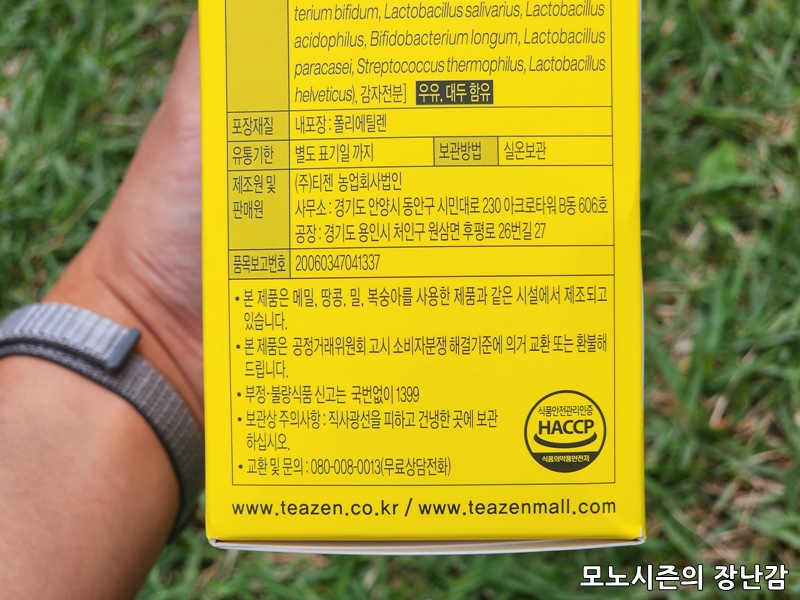 terium bifidum, Lactobacillus salivarius, Lactobacillus
acidophilus, Bifidobacterium longum, Lactobacillus
paracasei, Streptococcus thermophilus, Lactobacillus
helveticus), 감자전분] 우유, 대두 함유
포장재질 내포장 : 폴리에틸렌
유통기한 별도 표기일 까지 보관방법 실온보관
제조원 및 판매원 (주)티젠 농업회사법인
사무소 : 경기도 안양시 동안구 시민대로 230 아크로타워 B동 606호
공장 : 경기도 용인시 처인구 원삼면 후평로 26번길 27
품목보고번호 20060347041337
• 본 제품은 메밀, 땅콩, 밀, 복숭아를 사용한 제품과 같은 시설에서 제조되고
있습니다.
• 본 제품은 공정거래위원회 고시 소비자분쟁 해결기준에 의거 교환 또는 환불해
드립니다.
• 부정·불량식품 신고는 국번없이 1399
• 보관상 주의사항 : 직사광선을 피하고 건냉한 곳에 보관
하십시오.
• 교환 및 문의 : 080-008-0013(무료상담전화)
식품안전관리인증
HACCP
식품의약품안전처
www.teazen.co.kr / www.teazenmall.com
모노시즌의 장난감